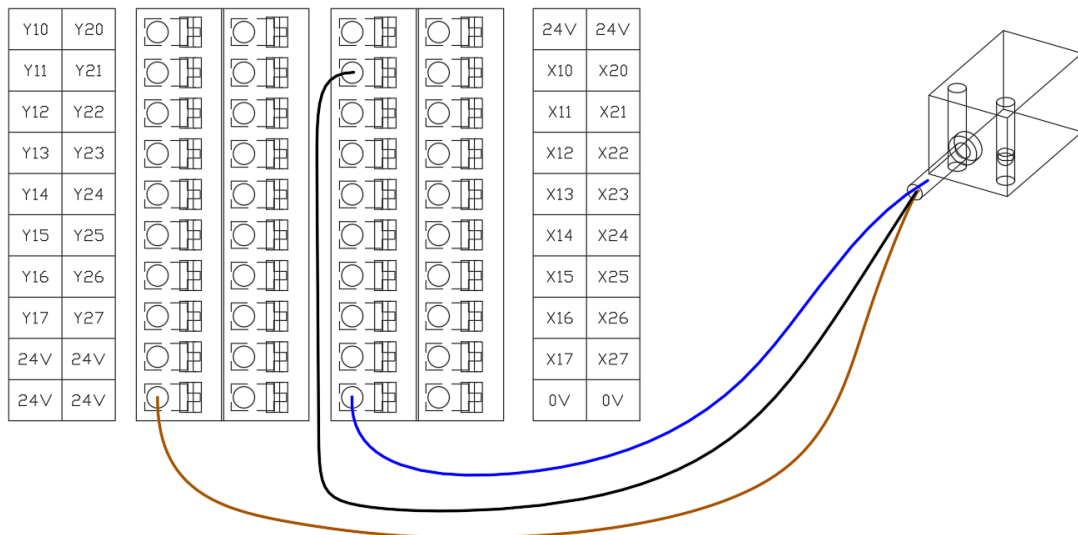 Y10 Y20 24V 24V
Y11 Y21 X10 X20
Y12 Y22 X11 X21
Y13 Y23 X12 X22
Y14 Y24 X13 X23
Y15 Y25 X14 X24
Y16 Y26 X15 X25
Y17 Y27 X16 X26
24V 24V X17 X27
24V 24V 0V 0V